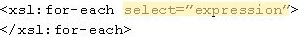 <xsl:for-each select=”expression”>
</xsl:for-each>